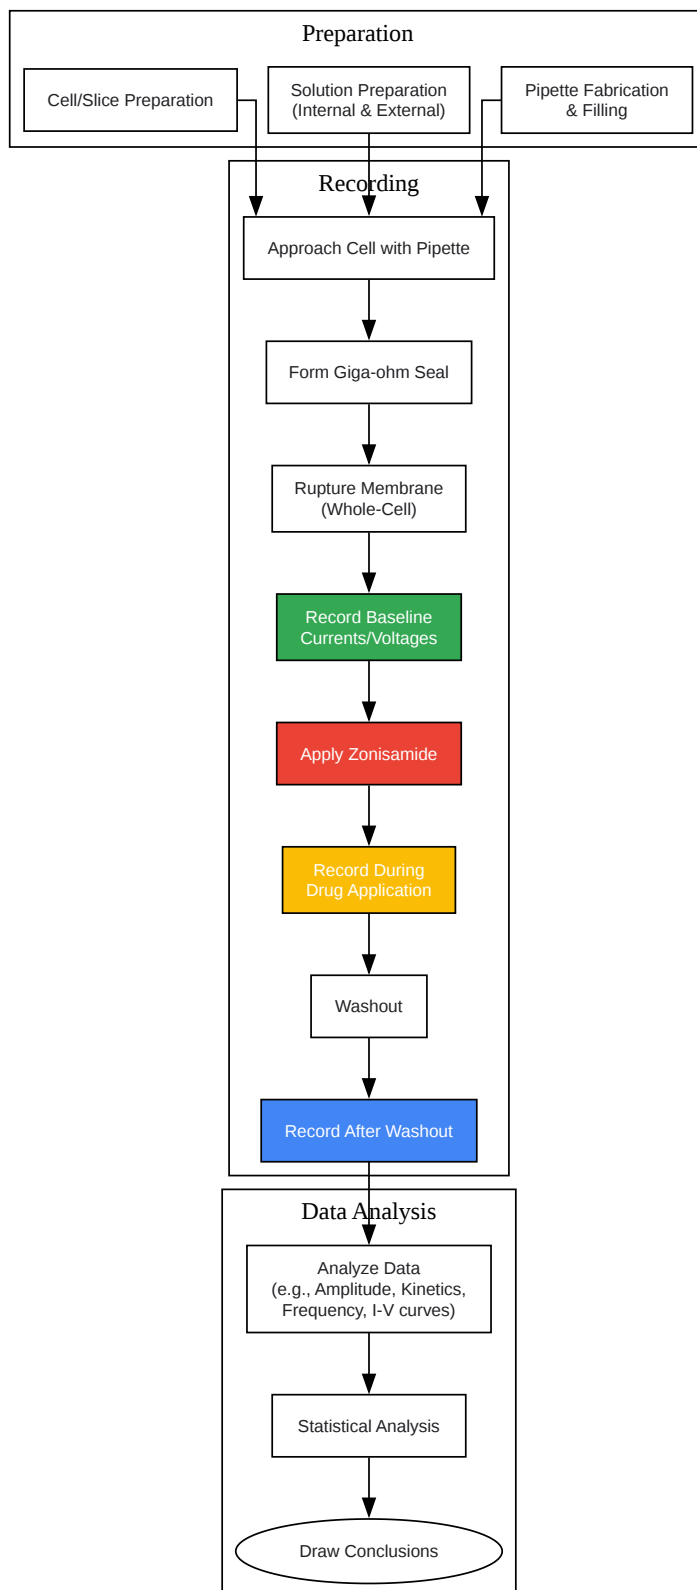 Preparation
Cell/Slice Preparation
Solution Preparation
(Internal & External)
Pipette Fabrication
& Filling
Recording
Approach Cell with Pipette
Form Giga-ohm Seal
Rupture Membrane
(Whole-Cell)
Record Baseline
Currents/Voltages
Apply Zonisamide
Record During
Drug Application
Washout
Record After Washout
Data Analysis
Analyze Data
(e.g., Amplitude, Kinetics,
Frequency, I-V curves)
Statistical Analysis
Draw Conclusions